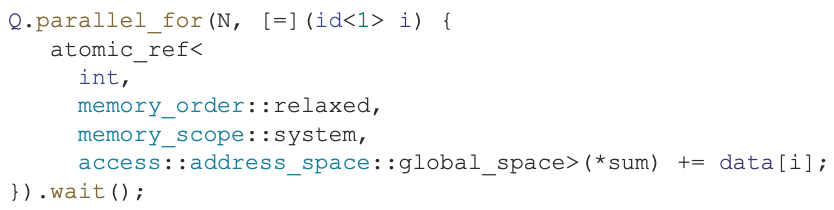 Q.parallel_for(N, [=](id<1> i) {
atomic_ref<
int,
memory_order::relaxed,
memory_scope::system,
access::address_space::global_space>(*sum) += data[i];
}).wait();